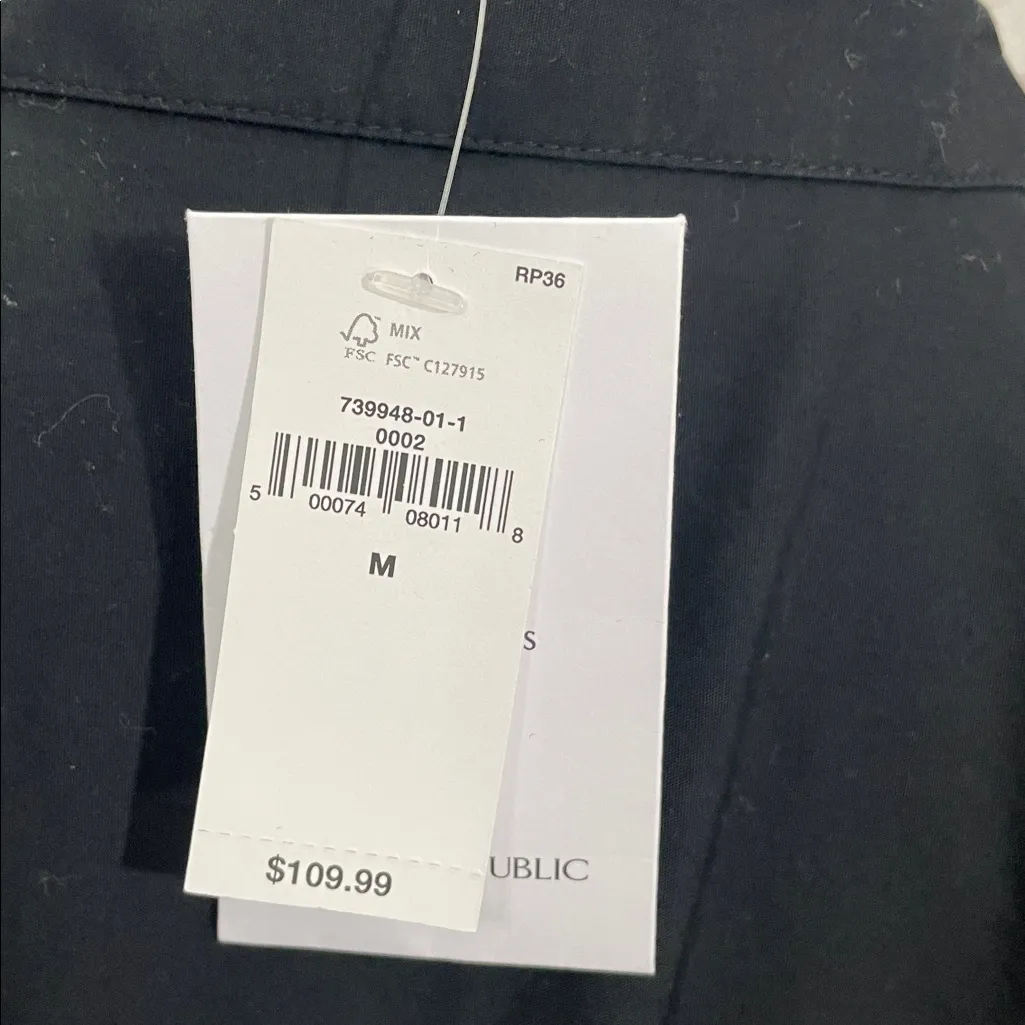 RP36
MIX
FSC FSC™ C127915
739948-01-1
0002
5 00074 08011 8
M
S
UBLIC
$109.99